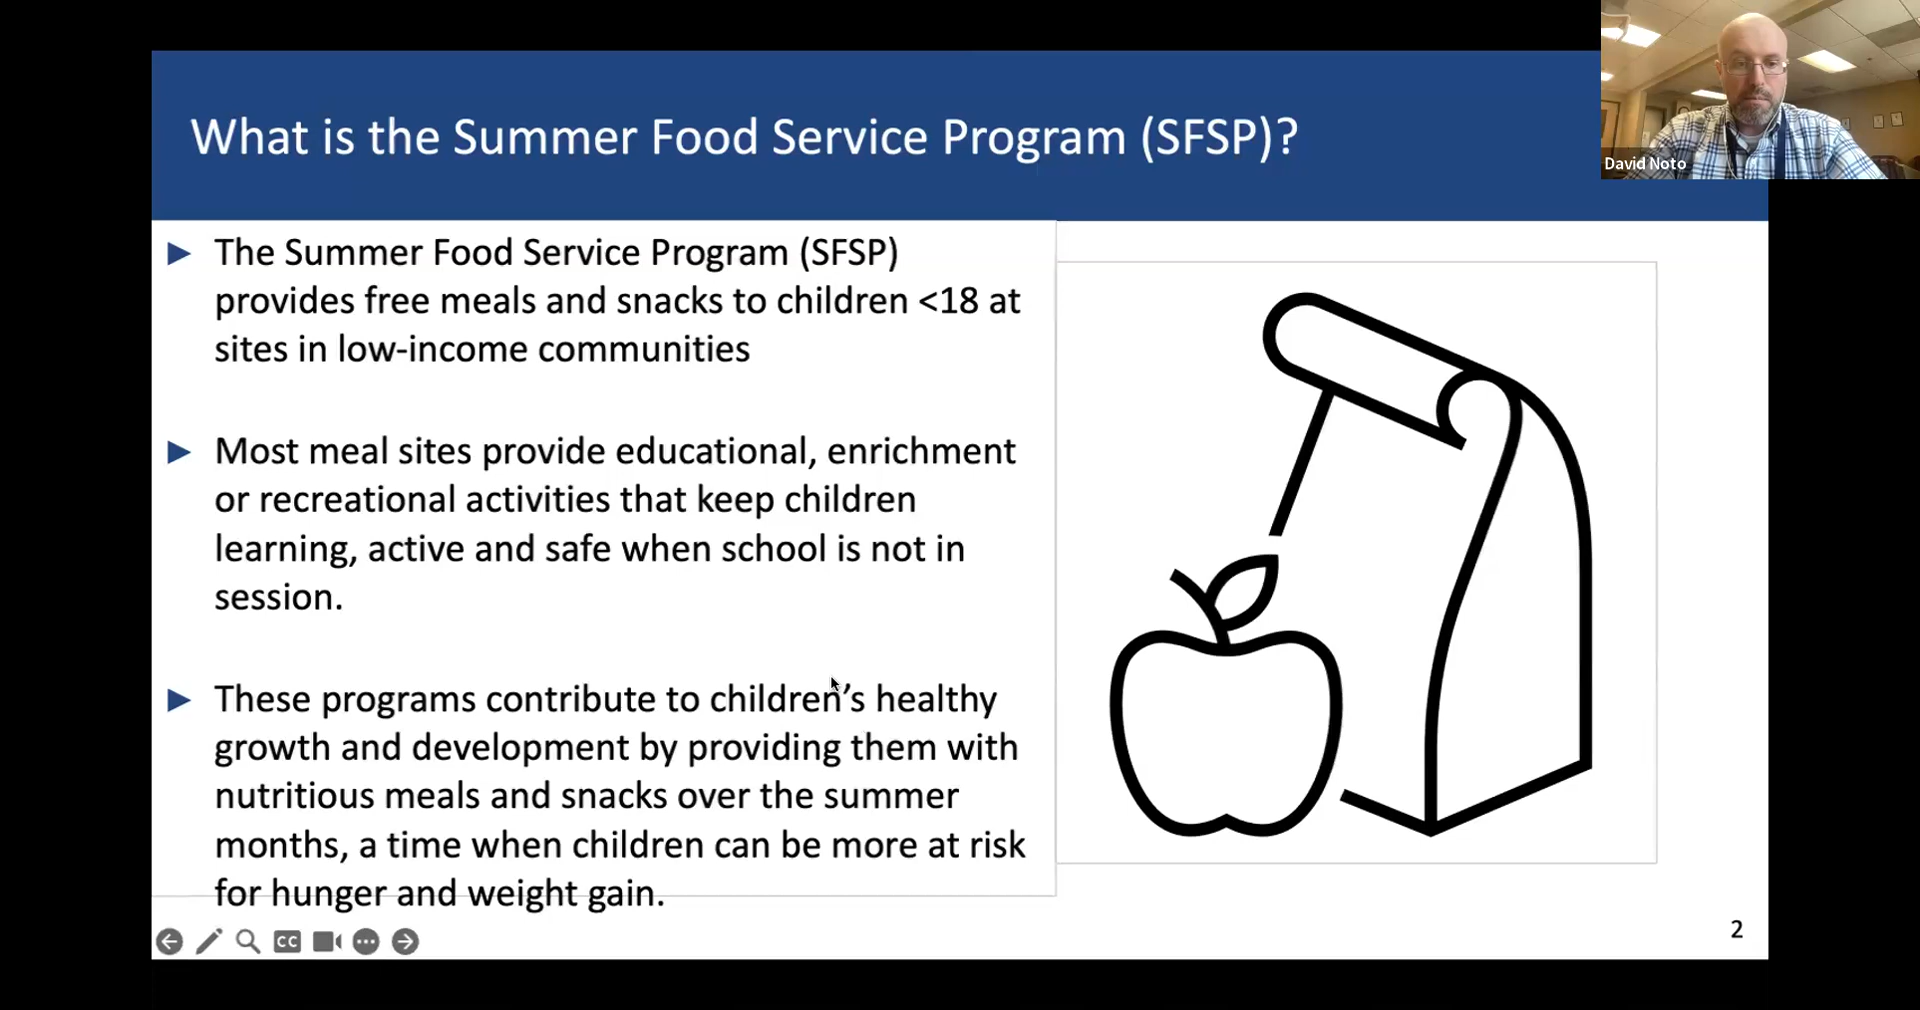 What is the Summer Food Service Program (SFSP)?
David Noto
The Summer Food Service Program (SFSP)
provides free meals and snacks to children <18 at
sites in low-income communities
Most meal sites provide educational, enrichment
or recreational activities that keep children
learning, active and safe when school is not in
session.
These programs contribute to children’s healthy
growth and development by providing them with
nutritious meals and snacks over the summer
months, a time when children can be more at risk
for hunger and weight gain.
CC
2